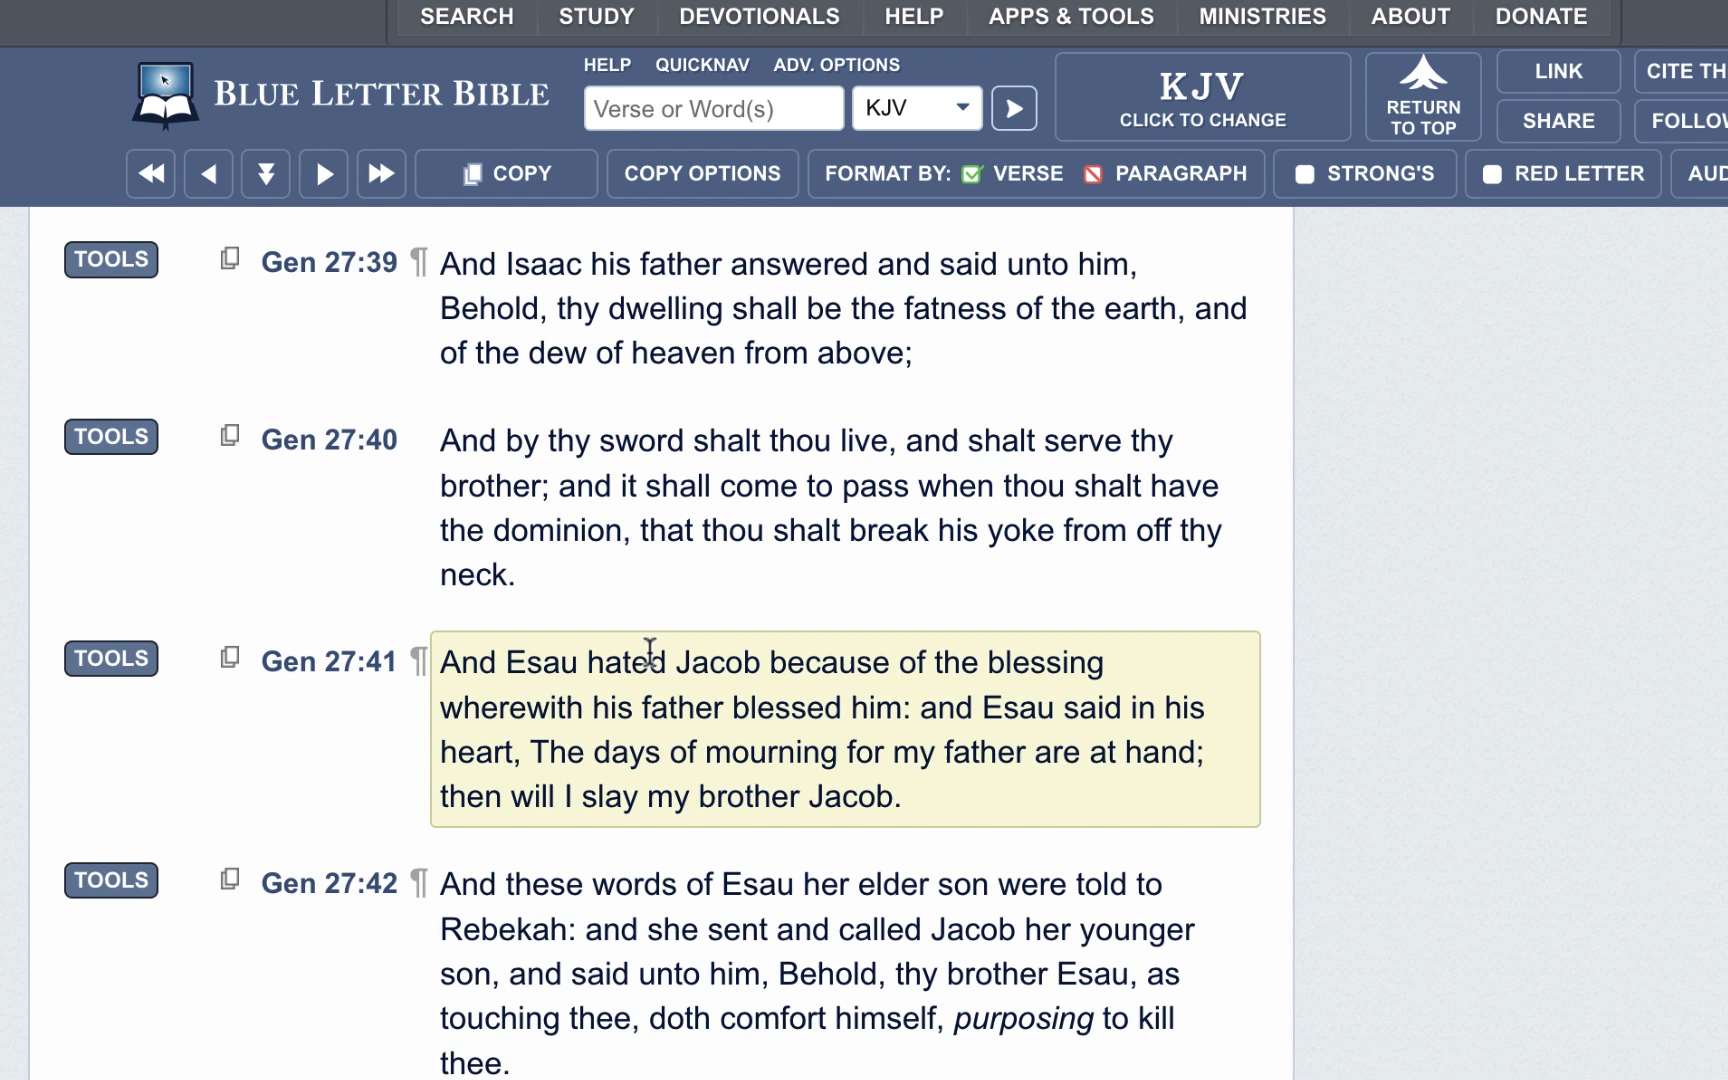 SEARCH STUDY DEVOTIONALS HELP APPS & TOOLS MINISTRIES ABOUT DONATE
BLUE LETTER BIBLE
HELP QUICKNAV ADV. OPTIONS
Verse or Word(s) KJV
KJV
CLICK TO CHANGE
RETURN
TO TOP
LINK
SHARE
CITE TH
FOLLOW
COPY COPY OPTIONS FORMAT BY: VERSE PARAGRAPH STRONG'S RED LETTER AUD
TOOLS Gen 27:39 ¶ And Isaac his father answered and said unto him,
Behold, thy dwelling shall be the fatness of the earth, and
of the dew of heaven from above;
TOOLS Gen 27:40 And by thy sword shalt thou live, and shalt serve thy
brother; and it shall come to pass when thou shalt have
the dominion, that thou shalt break his yoke from off thy
neck.
TOOLS Gen 27:41 ¶ And Esau hated Jacob because of the blessing
wherewith his father blessed him: and Esau said in his
heart, The days of mourning for my father are at hand;
then will I slay my brother Jacob.
TOOLS Gen 27:42 ¶ And these words of Esau her elder son were told to
Rebekah: and she sent and called Jacob her younger
son, and said unto him, Behold, thy brother Esau, as
touching thee, doth comfort himself, purposing to kill
thee.